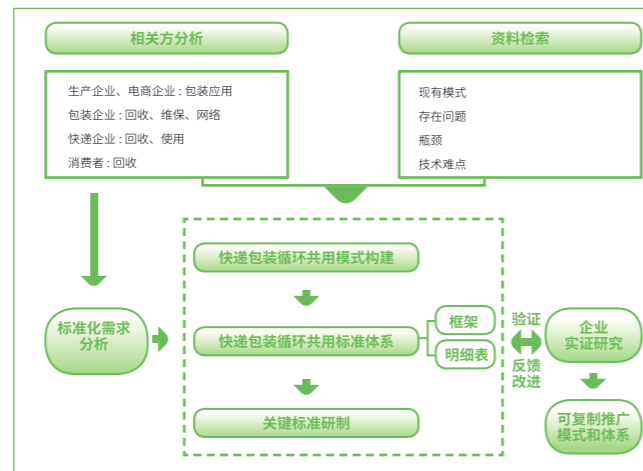 相关方分析
生产企业、电商企业:包装应用
包装企业:回收、维保、网络
快递企业:回收、使用
消费者:回收
资料检索
现有模式
存在问题
瓶颈
技术难点
快递包装循环共用模式构建
标准化需求
分析
快递包装循环共用标准体系
框架
明细表
关键标准研制
验证
反馈
改进
企业
实证研究
可复制推广
模式和体系